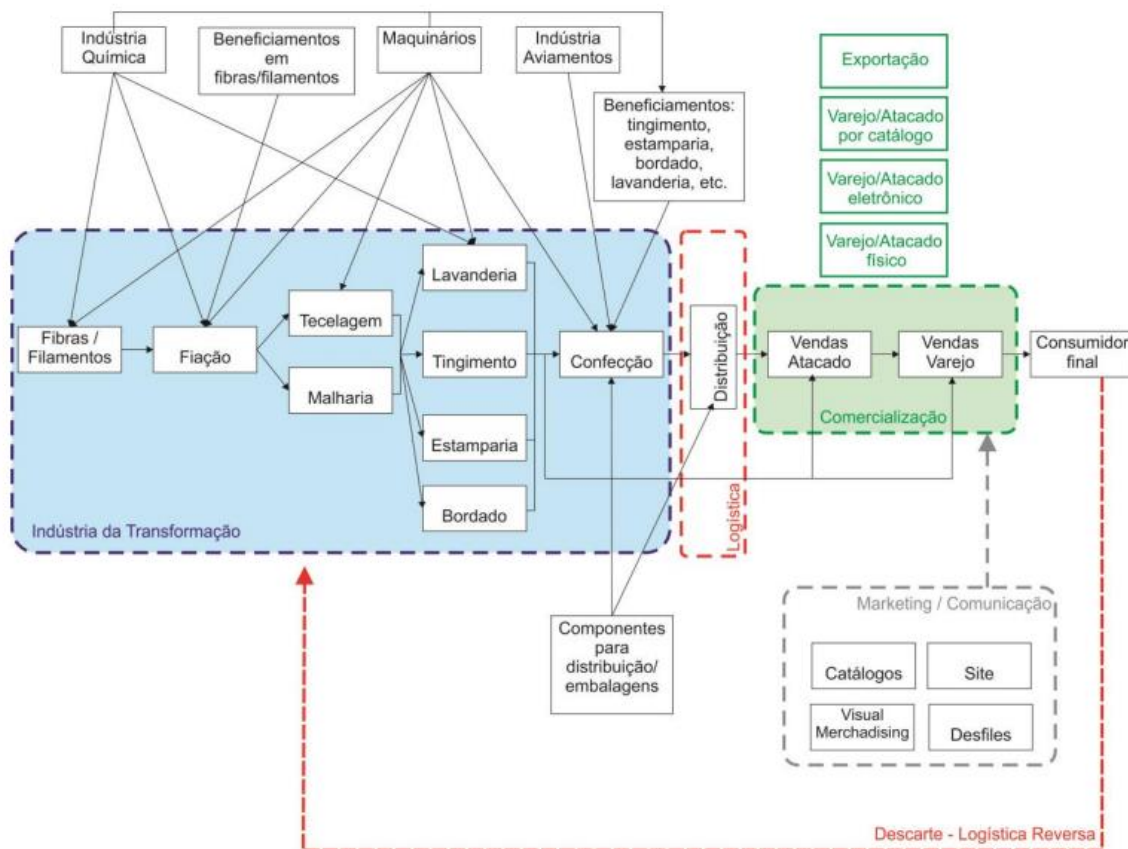 Indústria
Química
Beneficiamentos
em
fibras/filamentos
Maquinários
Indústria
Aviamentos
Beneficiamentos:
tingimento,
estamparia,
bordado,
lavanderia, etc.
Exportação
Varejo/Atacado
por catálogo
Varejo/Atacado
eletrônico
Varejo/Atacado
físico
Fibras /
Filamentos
Fiação
Tecelagem
Malharia
Lavanderia
Tingimento
Estamparia
Bordado
Confecção
Indústria da Transformação
Distribuição
Logística
Vendas
Atacado
Vendas
Varejo
Comercialização
Consumidor
final
Componentes
para
distribuição/
embalagens
Marketing / Comunicação
Catálogos
Site
Visual
Merchadising
Desfiles
Descarte - Logística Reversa